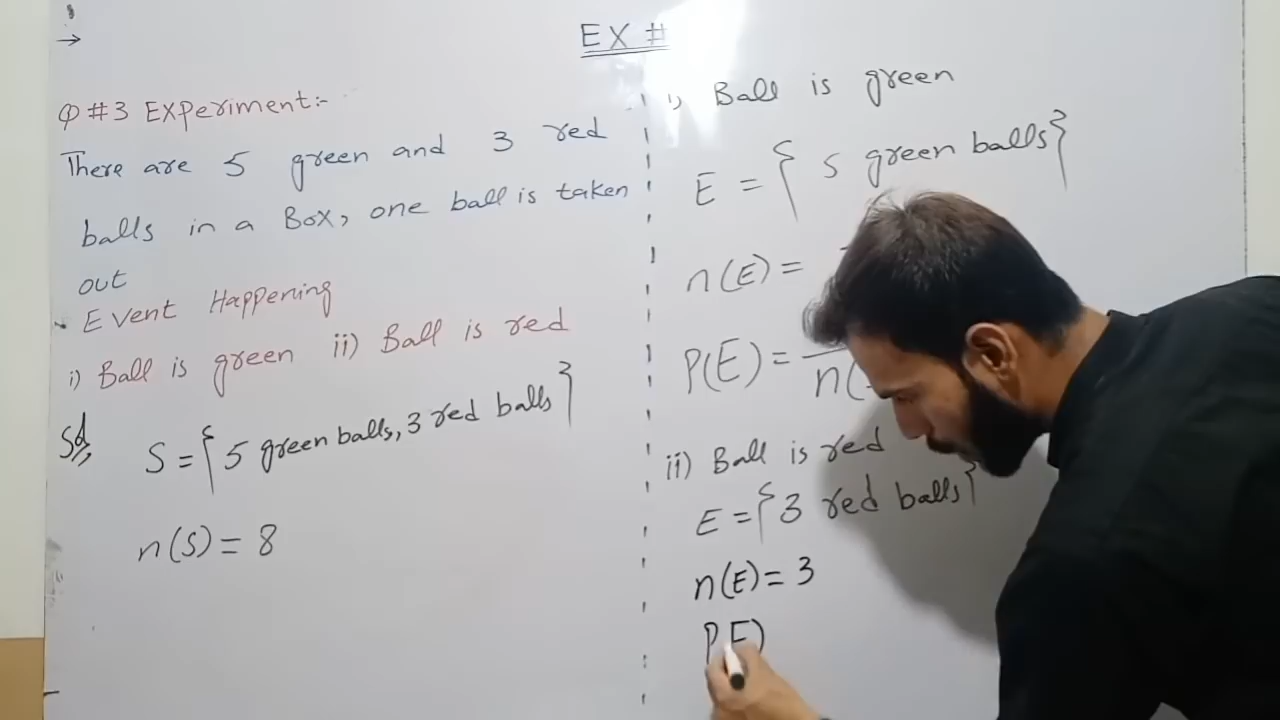 EX #
Q #3 Experiment:-
There are 5 green and 3 red
balls in a Box, one ball is taken
out
Event Happening
i) Ball is green ii) Ball is red
Sol
S = { 5 green balls, 3 red balls }
n(S) = 8
i) Ball is green
E = { 5 green balls }
n(E) =
P(E) =
n(
ii) Ball is red
E = { 3 red balls }
n(E) = 3
P(E)